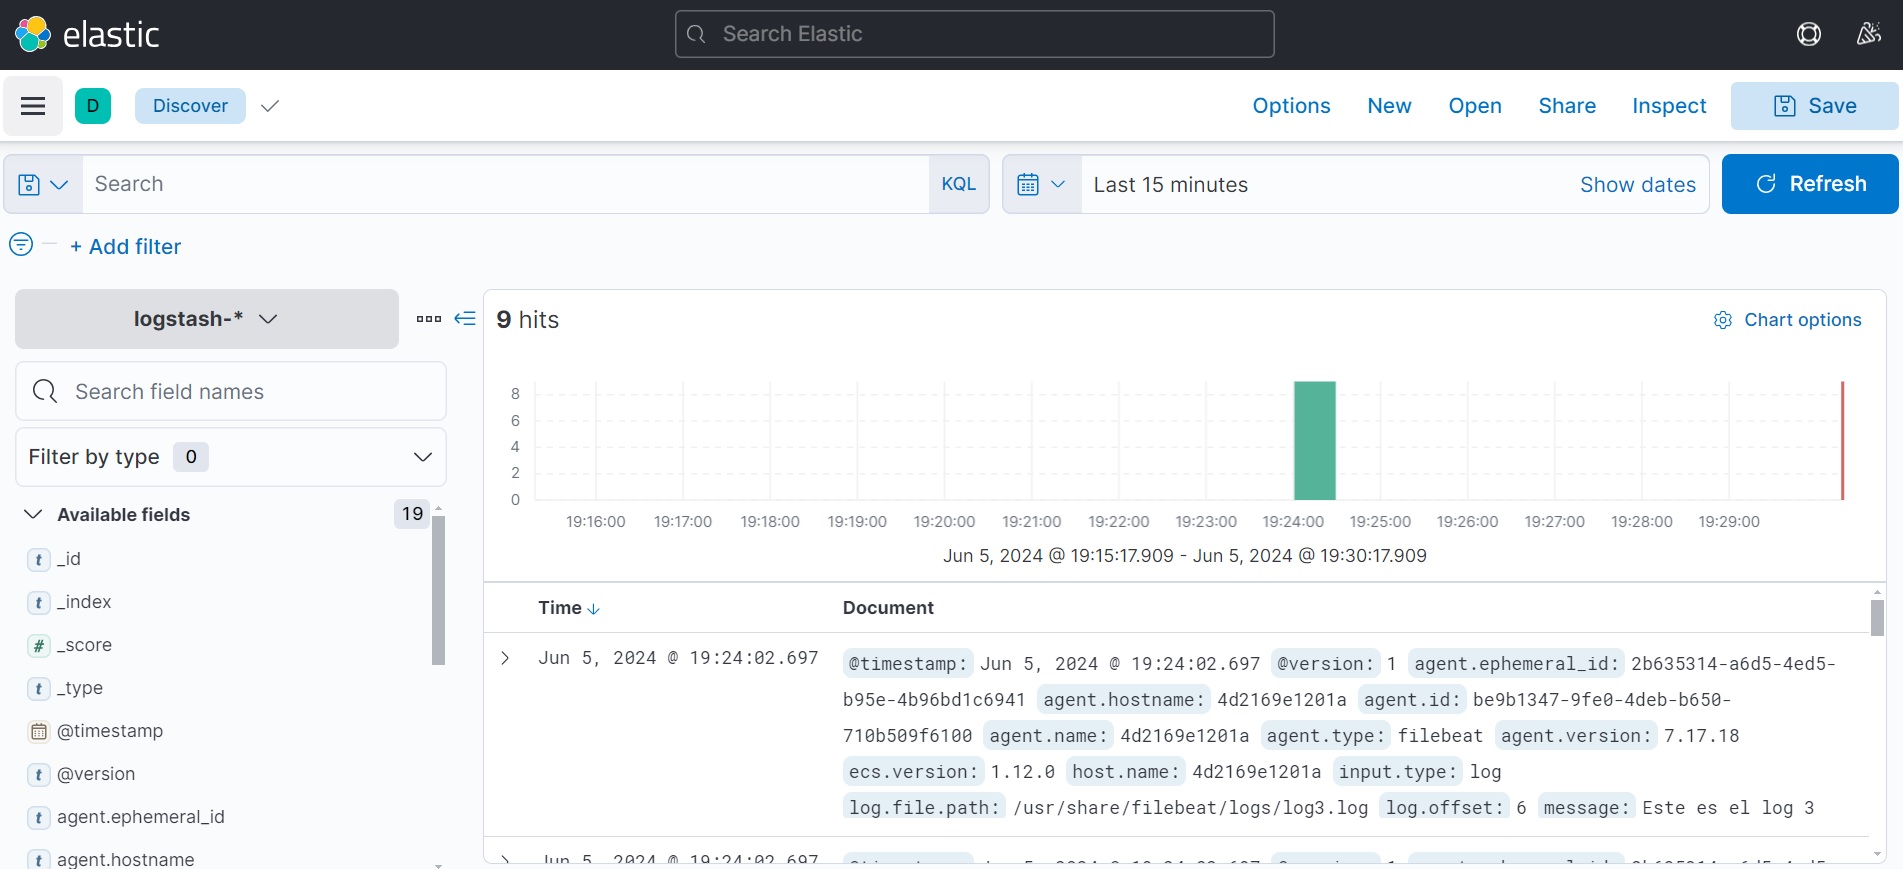 elastic
Search Elastic
D
Discover
Options New Open Share Inspect Save
Search
KQL
Last 15 minutes
Show dates
Refresh
+ Add filter
logstash-*
9 hits
Chart options
Search field names
Filter by type 0
Available fields 19
t _id
t _index
# _score
t _type
@timestamp
t @version
t agent.ephemeral_id
t agent.hostname
8
6
4
2
0
19:16:00 19:17:00 19:18:00 19:19:00 19:20:00 19:21:00 19:22:00 19:23:00 19:24:00 19:25:00 19:26:00 19:27:00 19:28:00 19:29:00
Jun 5, 2024 @ 19:15:17.909 - Jun 5, 2024 @ 19:30:17.909
Time Document
Jun 5, 2024 @ 19:24:02.697
@timestamp: Jun 5, 2024 @ 19:24:02.697 @version: 1 agent.ephemeral_id: 2b635314-a6d5-4ed5-
b95e-4b96bd1c6941 agent.hostname: 4d2169e1201a agent.id: be9b1347-9fe0-4deb-b650-
710b509f6100 agent.name: 4d2169e1201a agent.type: filebeat agent.version: 7.17.18
ecs.version: 1.12.0 host.name: 4d2169e1201a input.type: log
log.file.path: /usr/share/filebeat/logs/log3.log log.offset: 6 message: Este es el log 3
Jun 5, 2024 @ 19:24:02.697